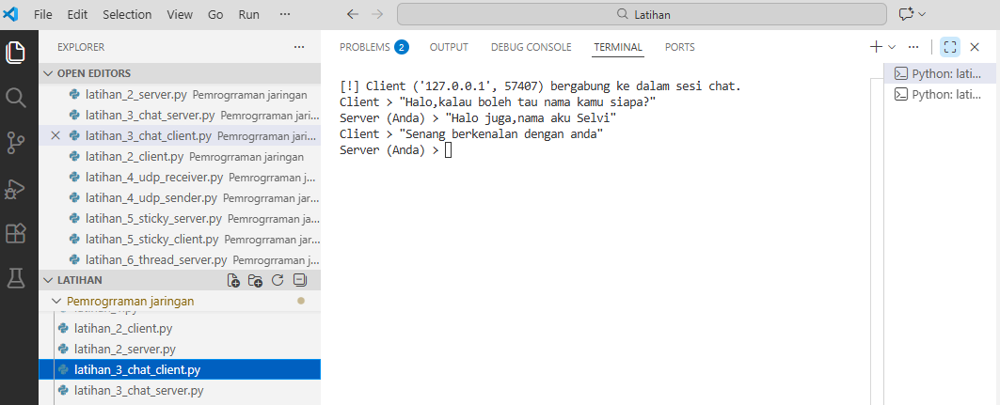 File Edit Selection View Go Run ··· Latihan
EXPLORER ···
OPEN EDITORS
latihan_2_server.py Pemrogrraman jaringan
latihan_3_chat_server.py Pemrogrraman jari...
latihan_3_chat_client.py Pemrogrraman jari...
latihan_2_client.py Pemrogrraman jaringan
latihan_4_udp_receiver.py Pemrogrraman j...
latihan_4_udp_sender.py Pemrogrraman jar...
latihan_5_sticky_server.py Pemrogrraman ja...
latihan_5_sticky_client.py Pemrogrraman jar...
latihan_6_thread_server.py Pemrogrraman j...
LATIHAN
Pemrogrraman jaringan
latihan_2_client.py
latihan_2_server.py
latihan_3_chat_client.py
latihan_3_chat_server.py
PROBLEMS 2 OUTPUT DEBUG CONSOLE TERMINAL PORTS
[!] Client ('127.0.0.1', 57407) bergabung ke dalam sesi chat.
Client > "Halo,kalau boleh tau nama kamu siapa?"
Server (Anda) > "Halo juga,nama aku Selvi"
Client > "Senang berkenalan dengan anda"
Server (Anda) >
Python: lati...
Python: lati...